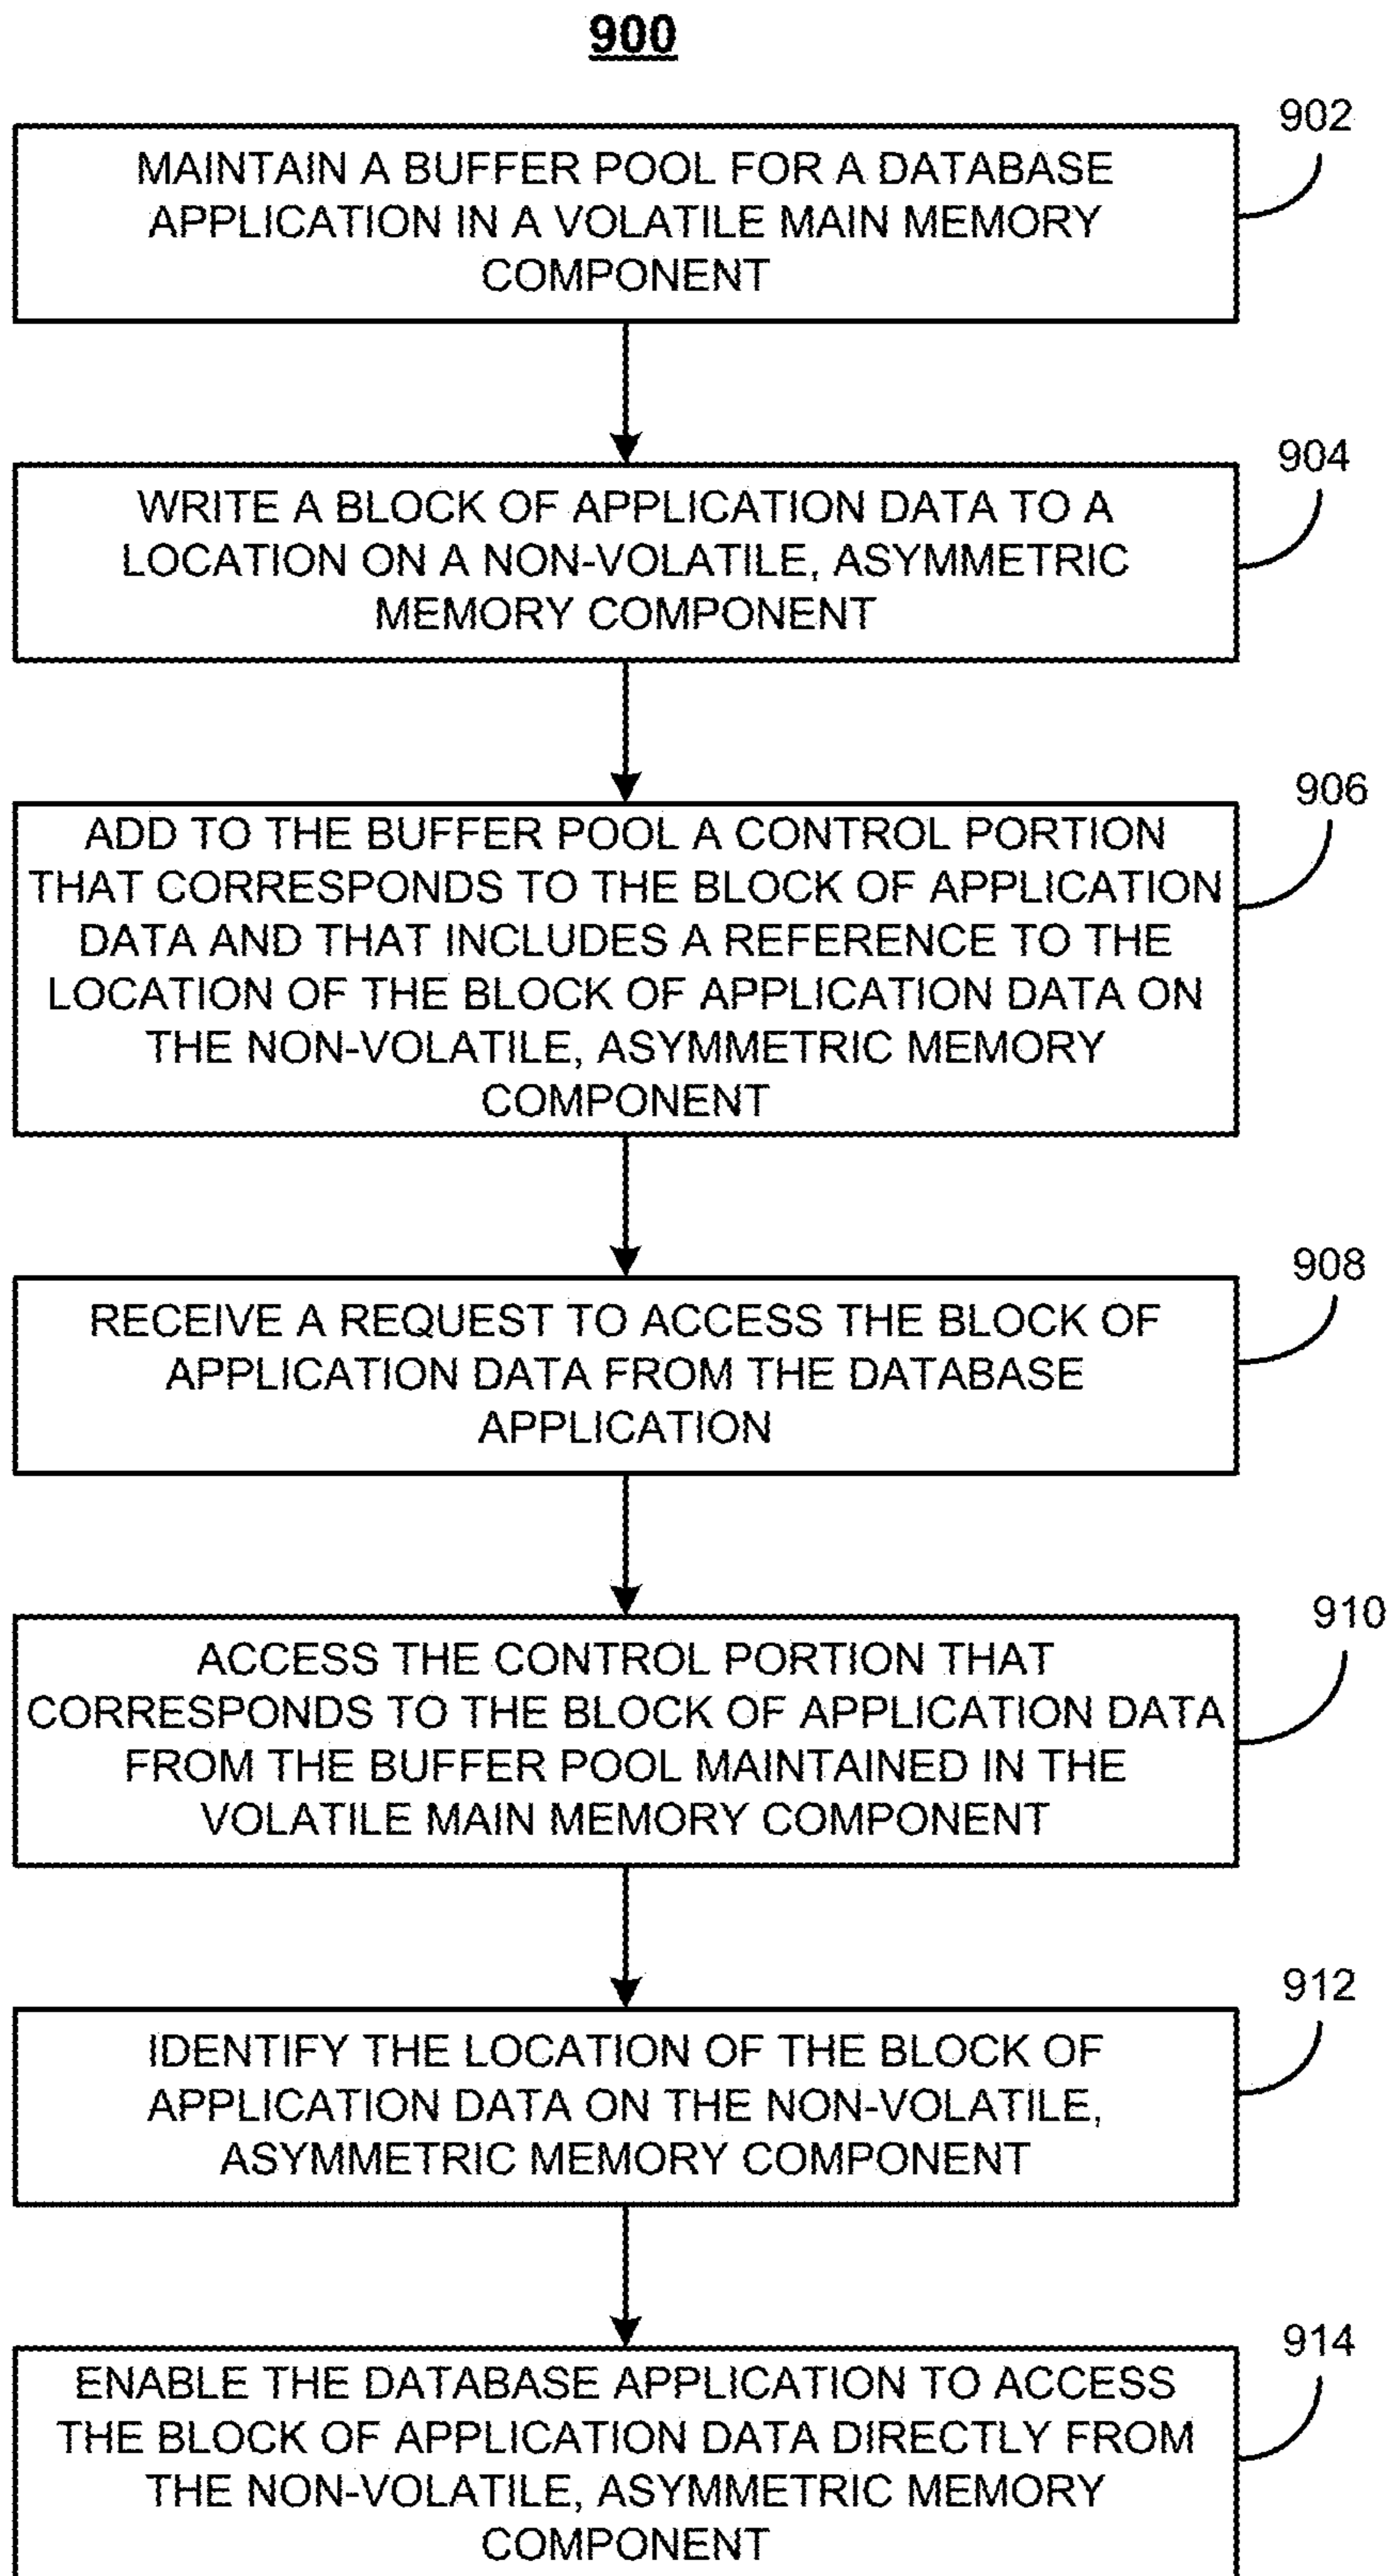 900
902
MAINTAIN A BUFFER POOL FOR A DATABASE
APPLICATION IN A VOLATILE MAIN MEMORY
COMPONENT
904
WRITE A BLOCK OF APPLICATION DATA TO A
LOCATION ON A NON-VOLATILE, ASYMMETRIC
MEMORY COMPONENT
906
ADD TO THE BUFFER POOL A CONTROL PORTION
THAT CORRESPONDS TO THE BLOCK OF APPLICATION
DATA AND THAT INCLUDES A REFERENCE TO THE
LOCATION OF THE BLOCK OF APPLICATION DATA ON
THE NON-VOLATILE, ASYMMETRIC MEMORY
COMPONENT
908
RECEIVE A REQUEST TO ACCESS THE BLOCK OF
APPLICATION DATA FROM THE DATABASE
APPLICATION
910
ACCESS THE CONTROL PORTION THAT
CORRESPONDS TO THE BLOCK OF APPLICATION DATA
FROM THE BUFFER POOL MAINTAINED IN THE
VOLATILE MAIN MEMORY COMPONENT
912
IDENTIFY THE LOCATION OF THE BLOCK OF
APPLICATION DATA ON THE NON-VOLATILE,
ASYMMETRIC MEMORY COMPONENT
914
ENABLE THE DATABASE APPLICATION TO ACCESS
THE BLOCK OF APPLICATION DATA DIRECTLY FROM
THE NON-VOLATILE, ASYMMETRIC MEMORY
COMPONENT